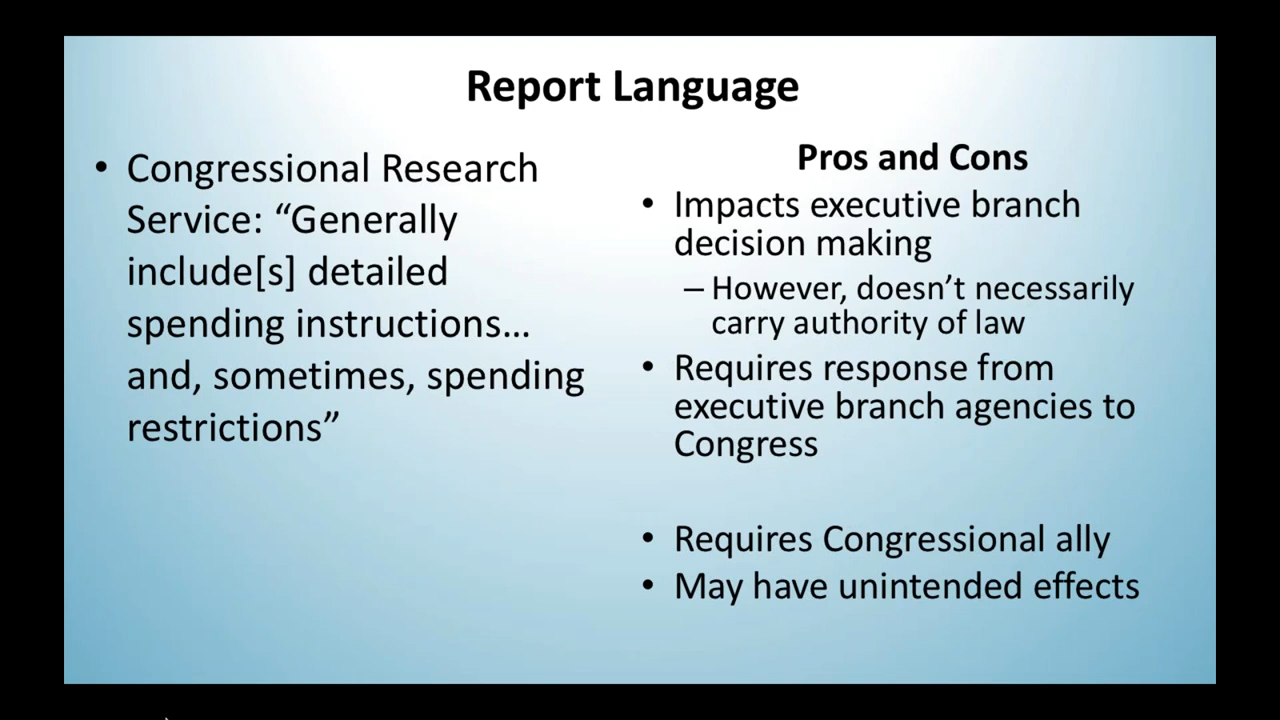 Report Language
• Congressional Research
Service: “Generally
include[s] detailed
spending instructions…
and, sometimes, spending
restrictions”
Pros and Cons
• Impacts executive branch
decision making
– However, doesn’t necessarily
carry authority of law
• Requires response from
executive branch agencies to
Congress
• Requires Congressional ally
• May have unintended effects